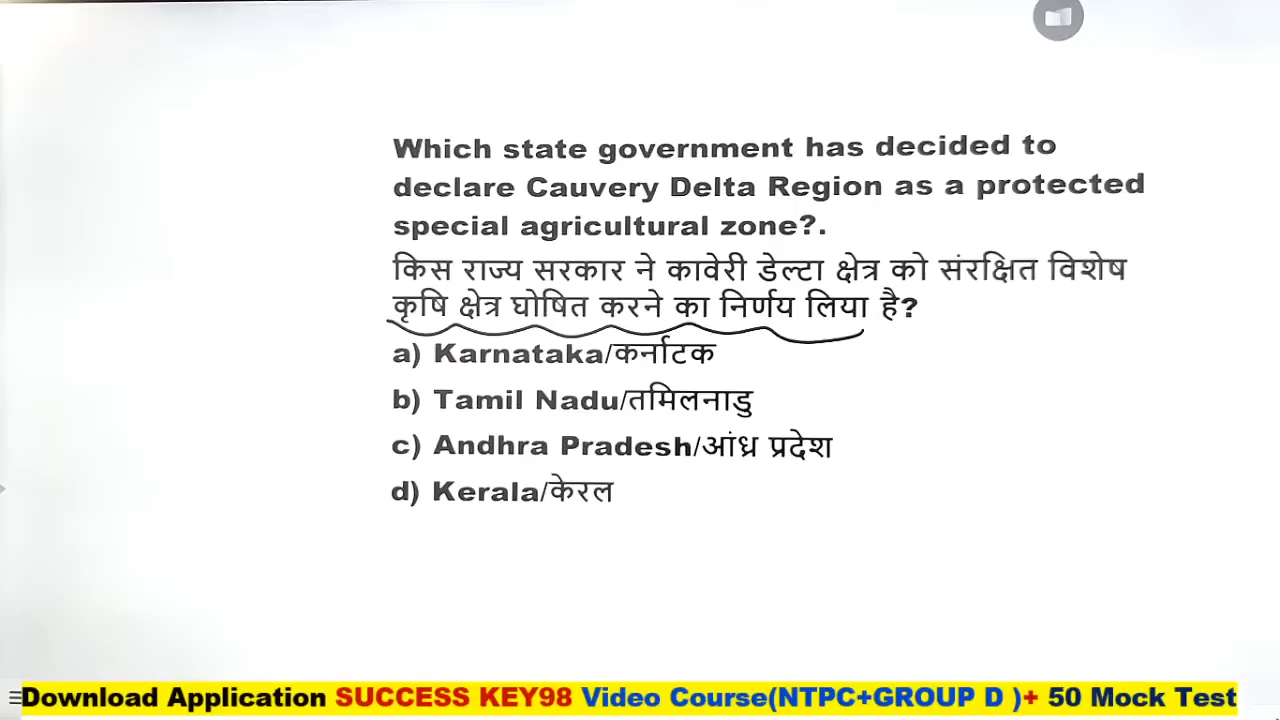 Which state government has decided to
declare Cauvery Delta Region as a protected
special agricultural zone?.
किस राज्य सरकार ने कावेरी डेल्टा क्षेत्र को संरक्षित विशेष
कृषि क्षेत्र घोषित करने का निर्णय लिया है?
a) Karnataka/कर्नाटक
b) Tamil Nadu/तमिलनाडु
c) Andhra Pradesh/आंध्र प्रदेश
d) Kerala/केरल
Download Application SUCCESS KEY98 Video Course(NTPC+GROUP D )+ 50 Mock Test